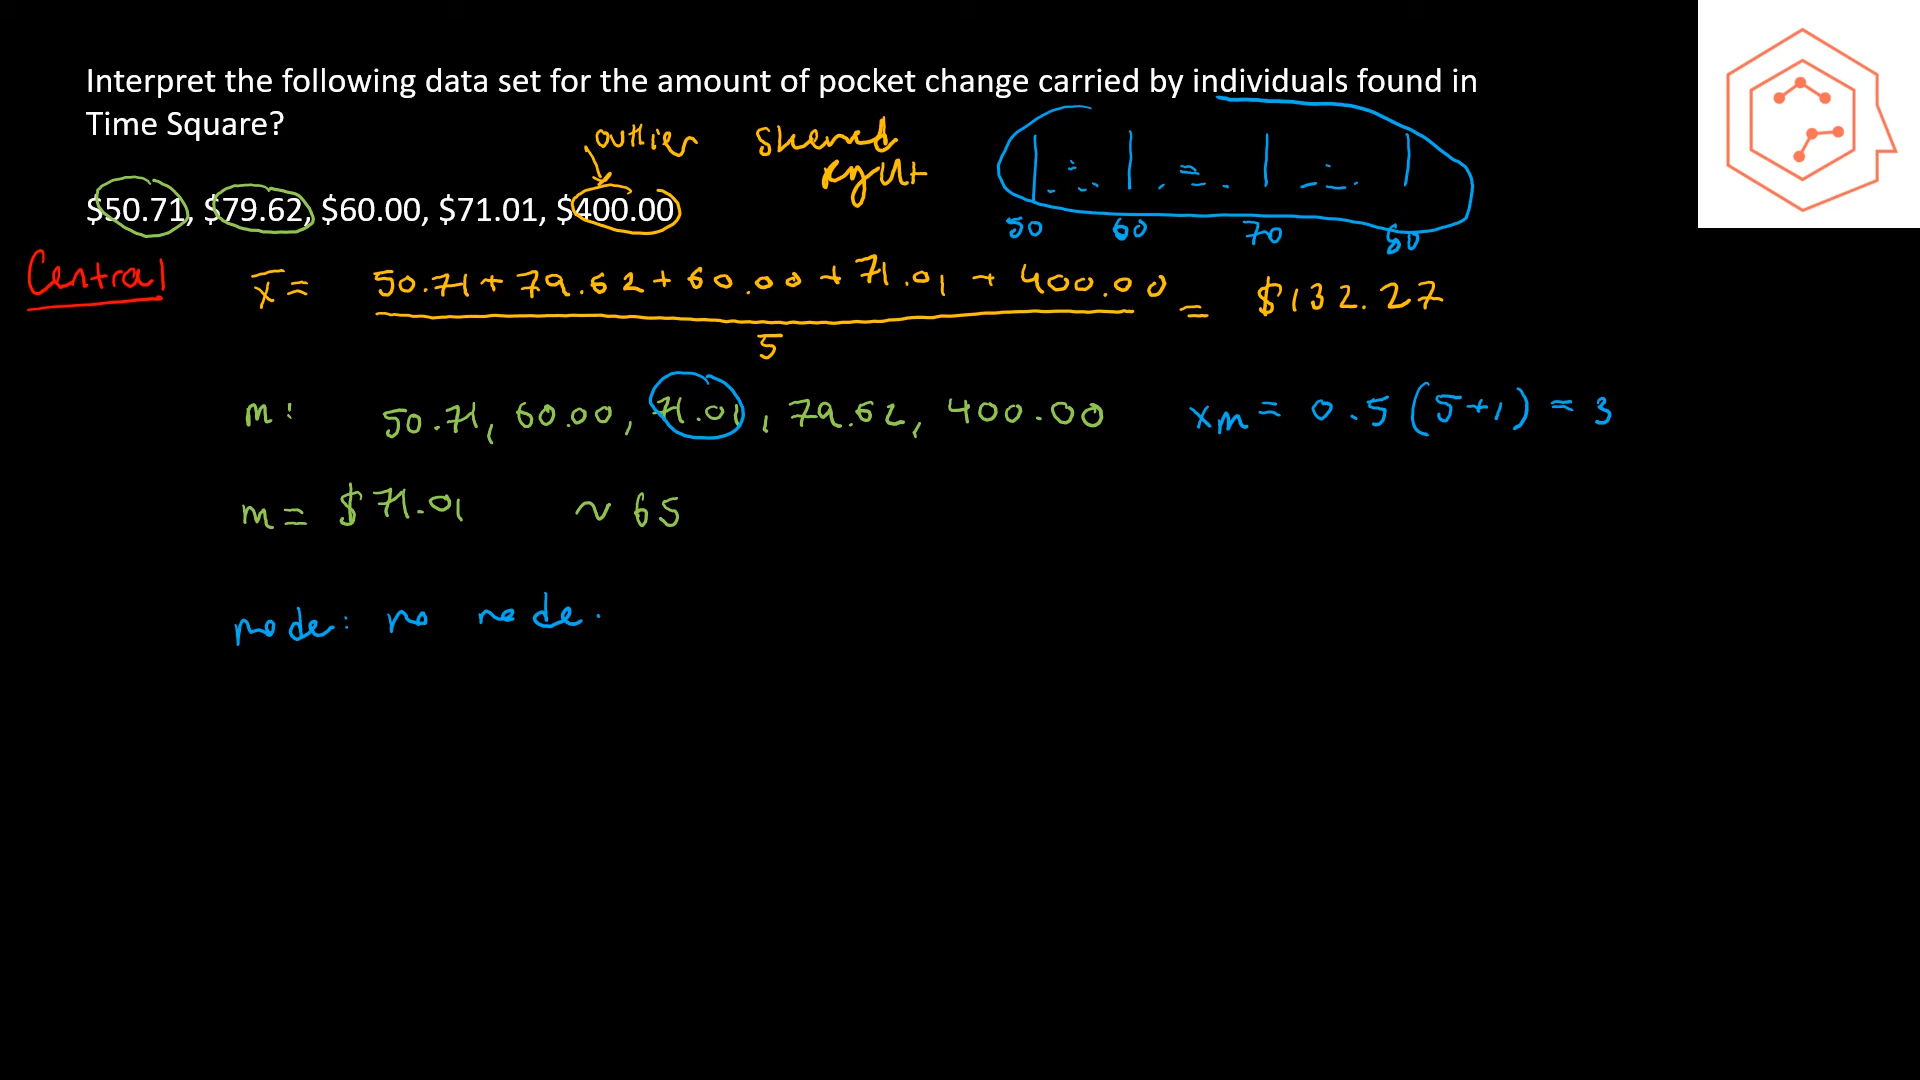 Interpret the following data set for the amount of pocket change carried by individuals found in
Time Square?
outlier
skewed
right
$50.71, $79.62, $60.00, $71.01, $400.00
50 60 70 80
Central
x̄ = 50.71 + 79.62 + 60.00 + 71.01 + 400.00 = $132.27
5
m: 50.71, 60.00, 71.01, 79.62, 400.00 xm = 0.5 (5+1) = 3
m = $71.01 ~ 65
mode: no mode.